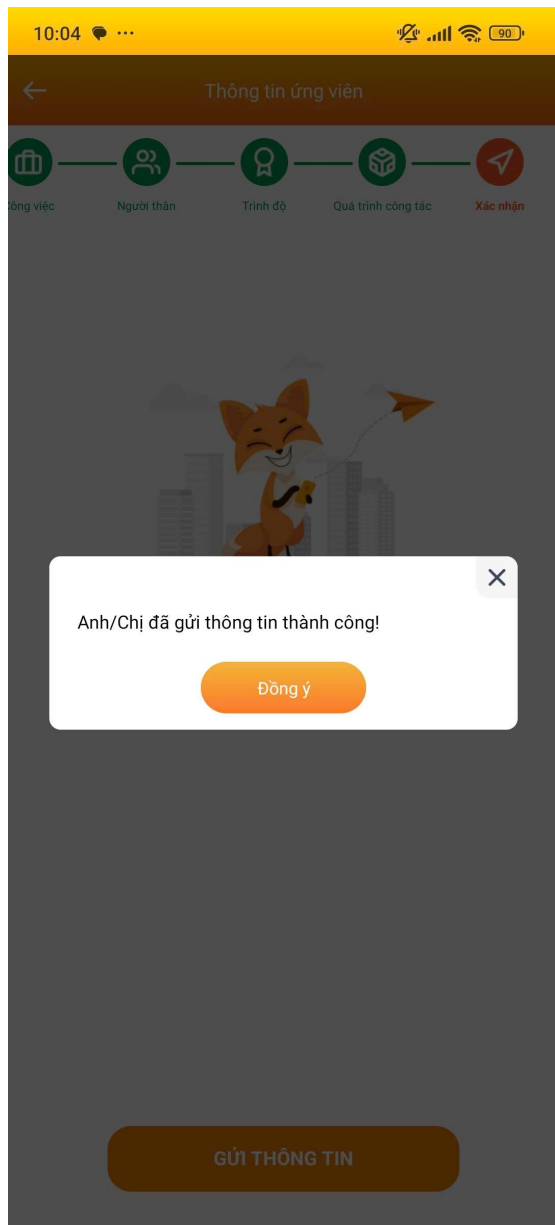 10:04
90
Thông tin ứng viên
Công việc
Người thân
Trình độ
Quá trình công tác
Xác nhận
Anh/Chị đã gửi thông tin thành công!
Đồng ý
GỬI THÔNG TIN